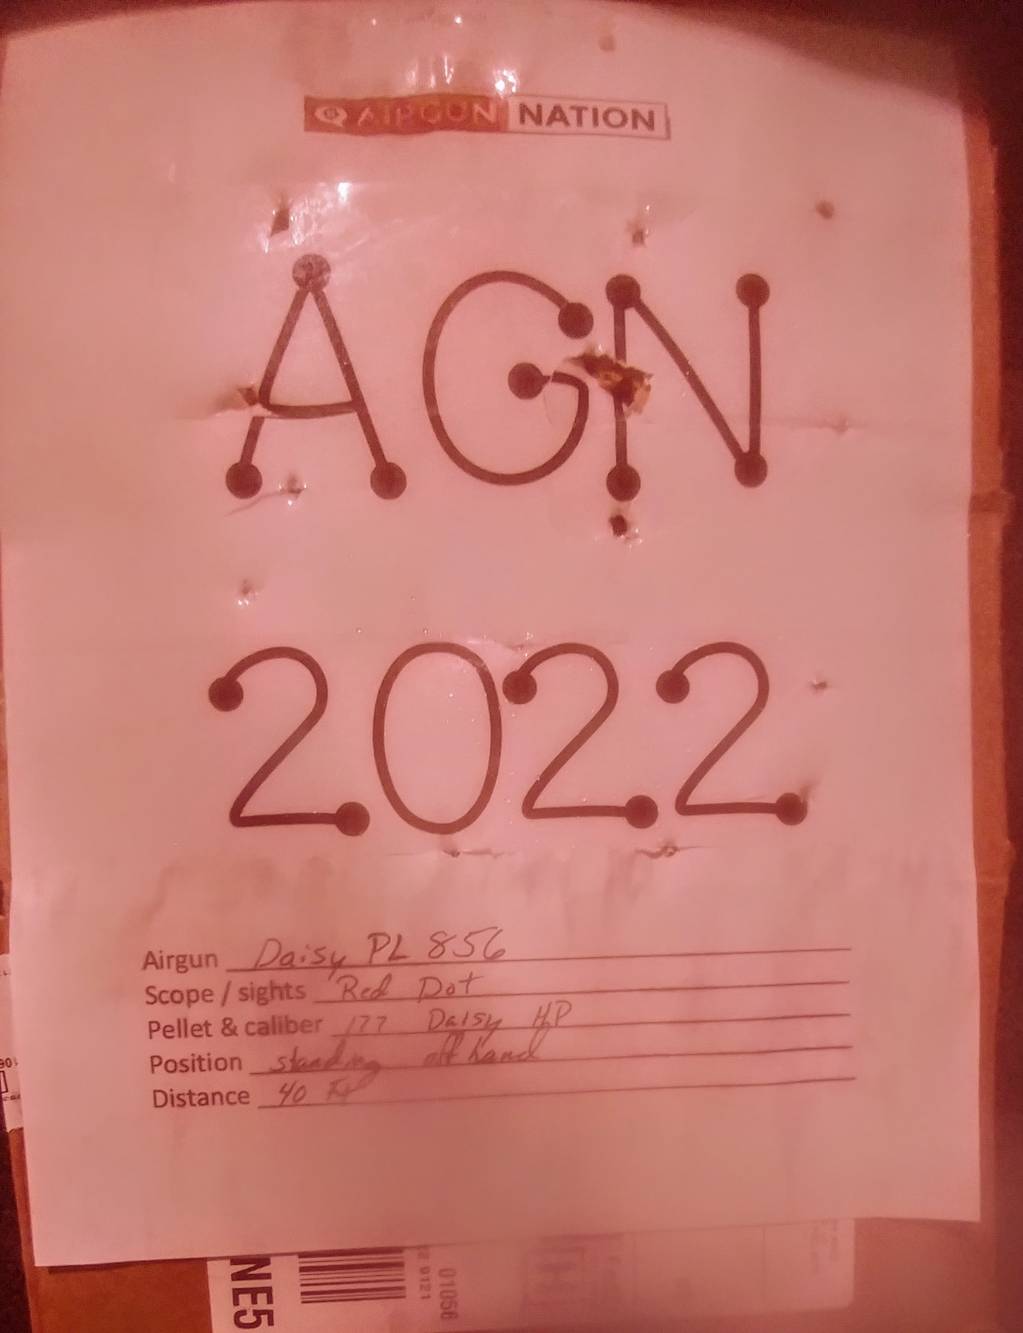 AIRGUN NATION
AGN
2022
Airgun Daisy PL 856
Scope / sights Red Dot
Pellet & caliber 177 Daisy HP
Position standing off hand
Distance 40 Ft
NE5
9121
01056